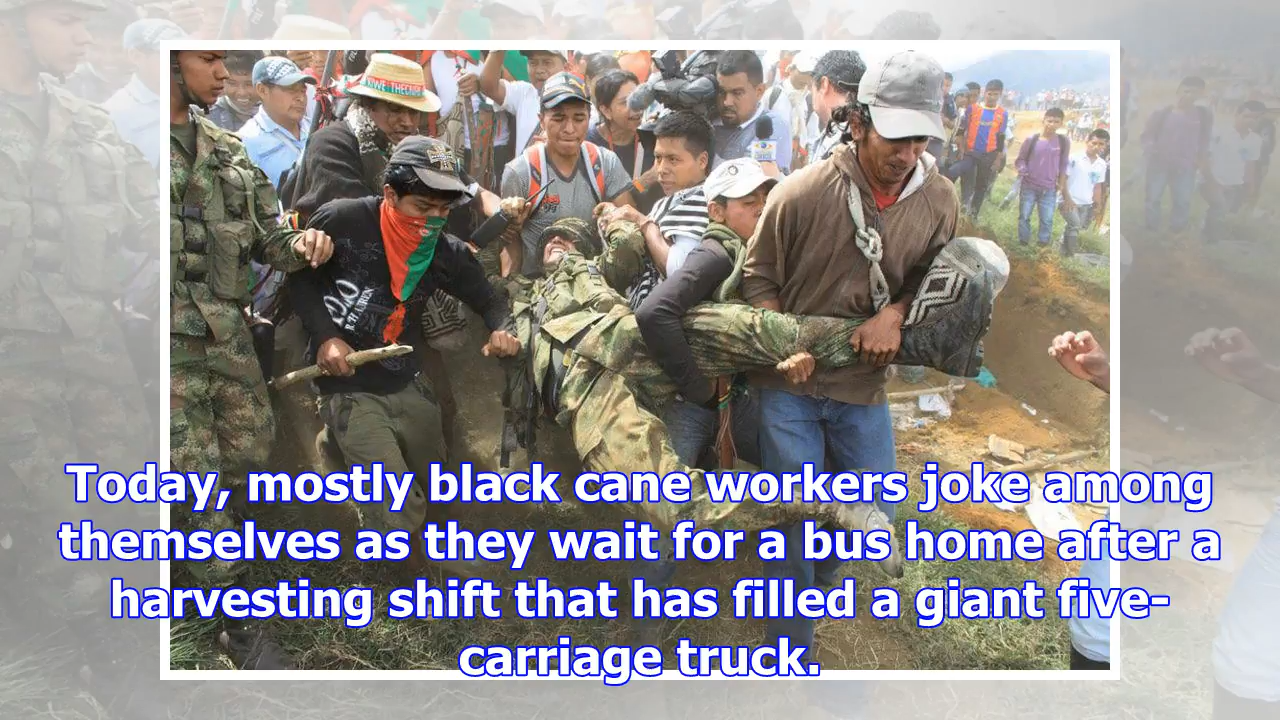 Today, mostly black cane workers joke among
themselves as they wait for a bus home after a
harvesting shift that has filled a giant five-
carriage truck.